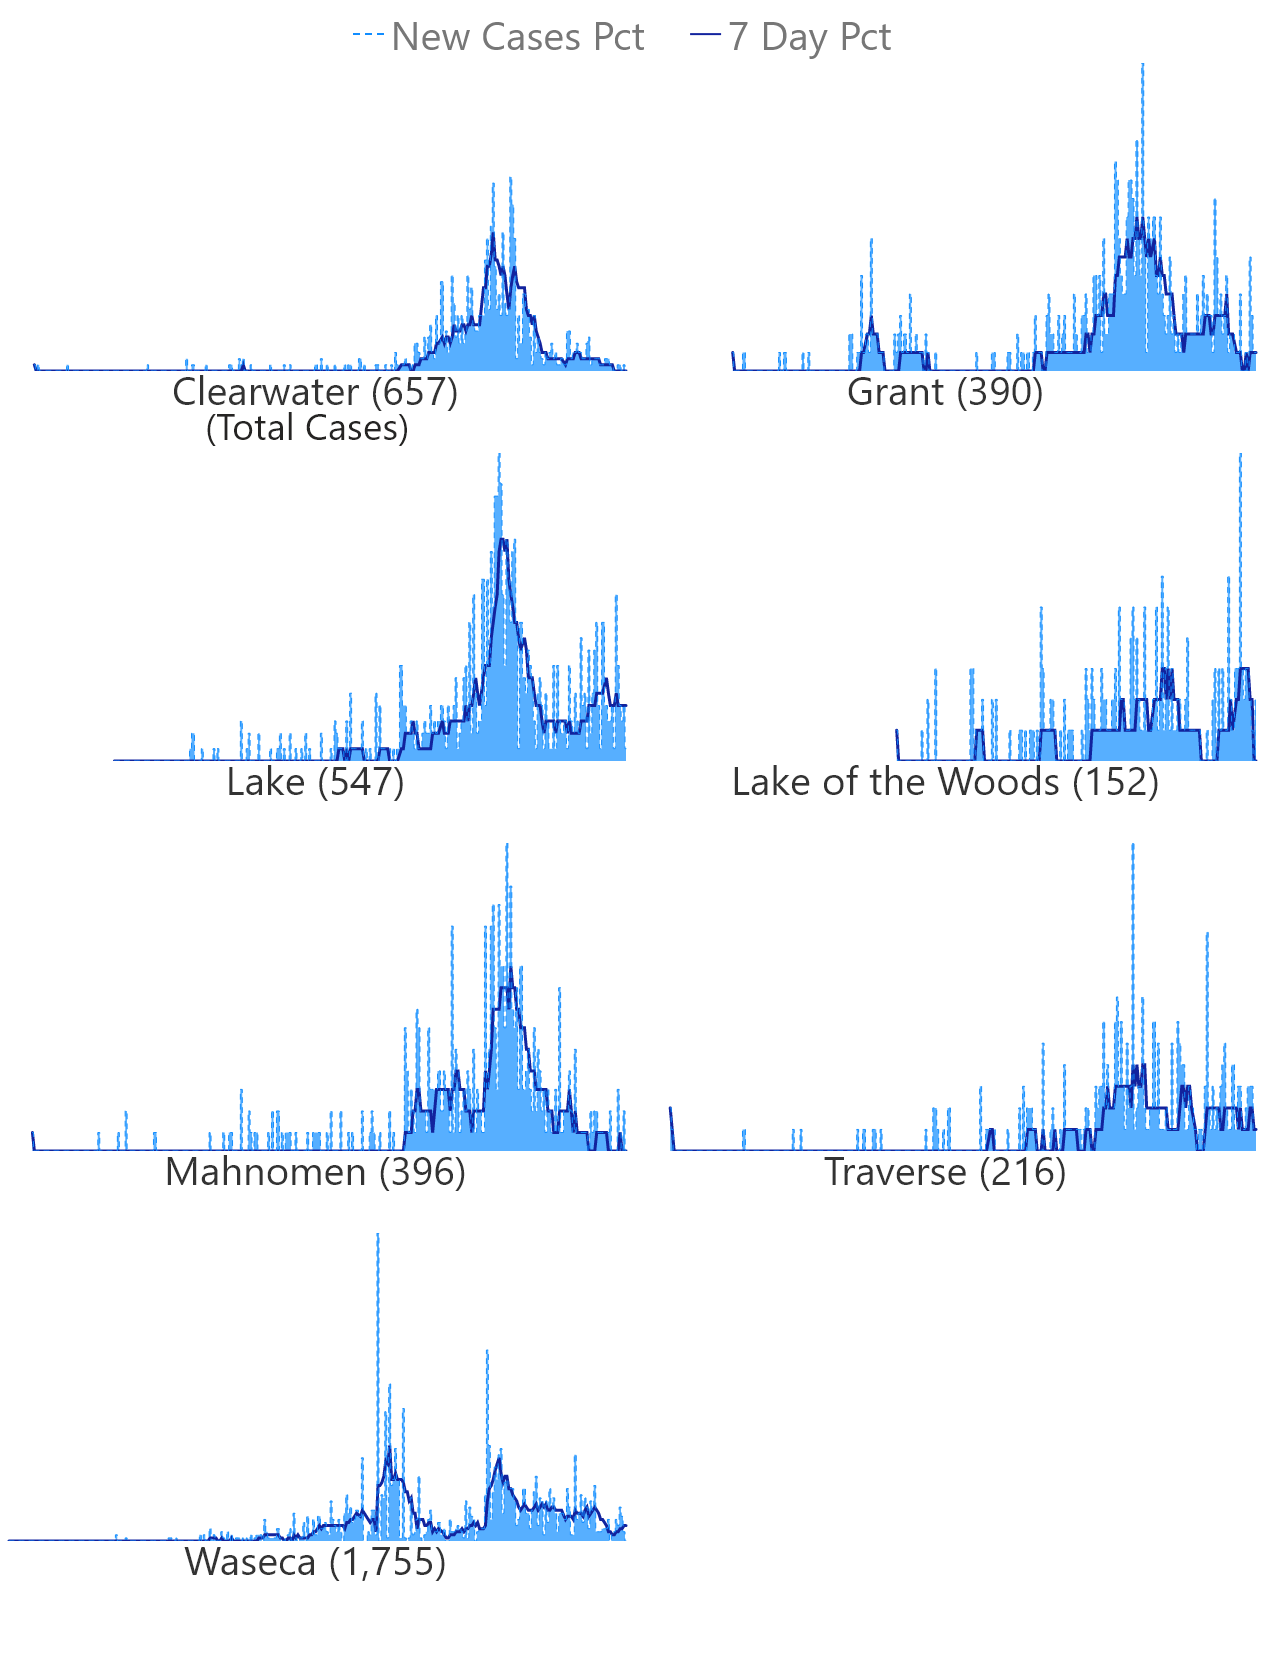 New Cases Pct 7 Day Pct
Clearwater (657)
(Total Cases)
Grant (390)
Lake (547)
Lake of the Woods (152)
Mahnomen (396)
Traverse (216)
Waseca (1,755)